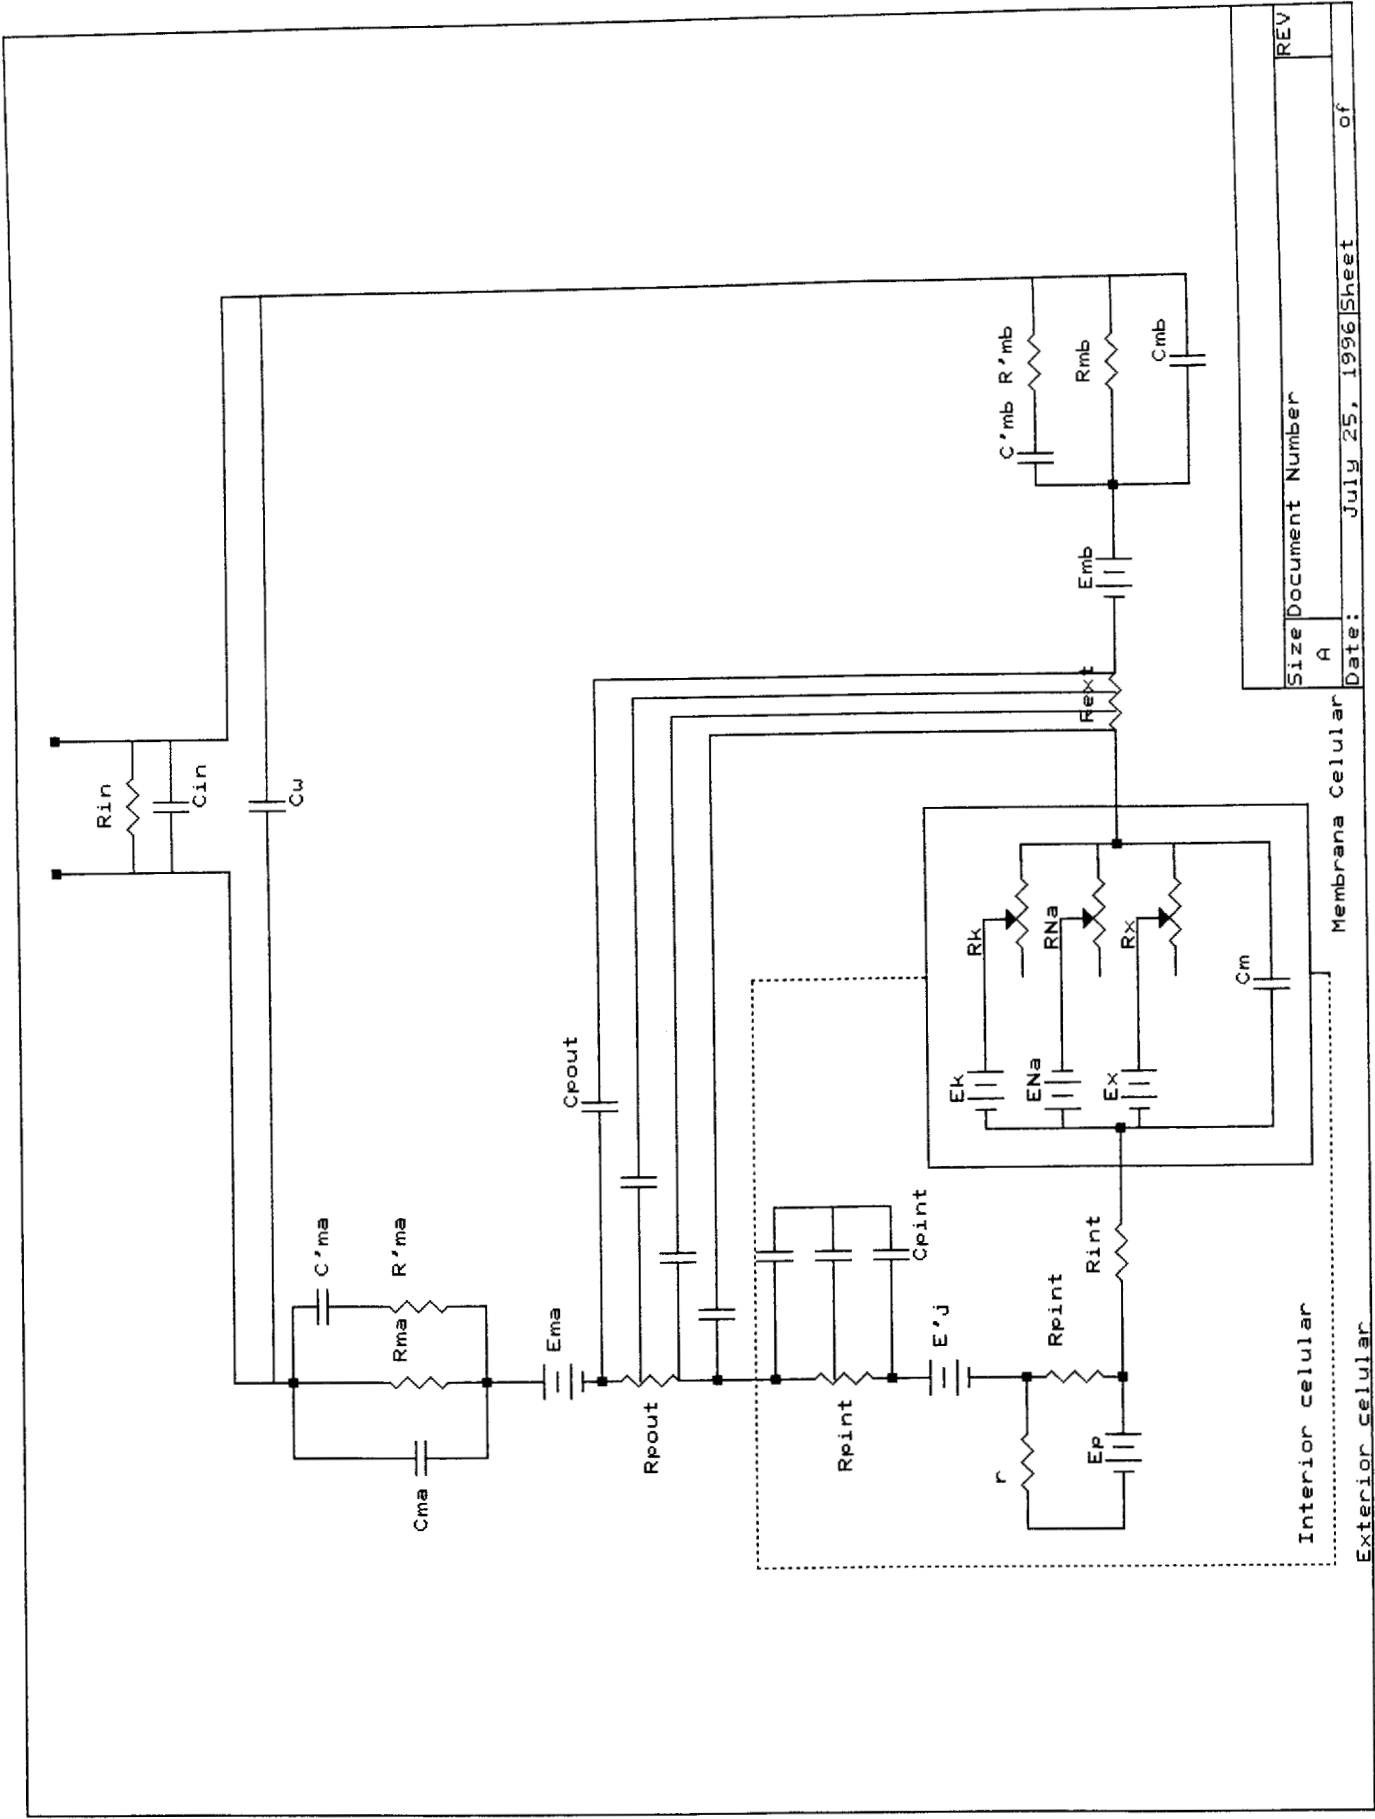 Rin
Cin
Cw
C'ma
R'ma
Rma
Cma
Ema
Cpout
Rpout
Cpint
Rpint
E'j
Rpint
r
Ep
Rint
Ek
Rk
ENa
RNa
Ex
Rx
Cm
Rext
Emb
C'mb R'mb
Rmb
Cmb
Interior celular
Membrana Celular
Exterior celular
Size Document Number
REV
A
Date: July 25, 1996 Sheet of